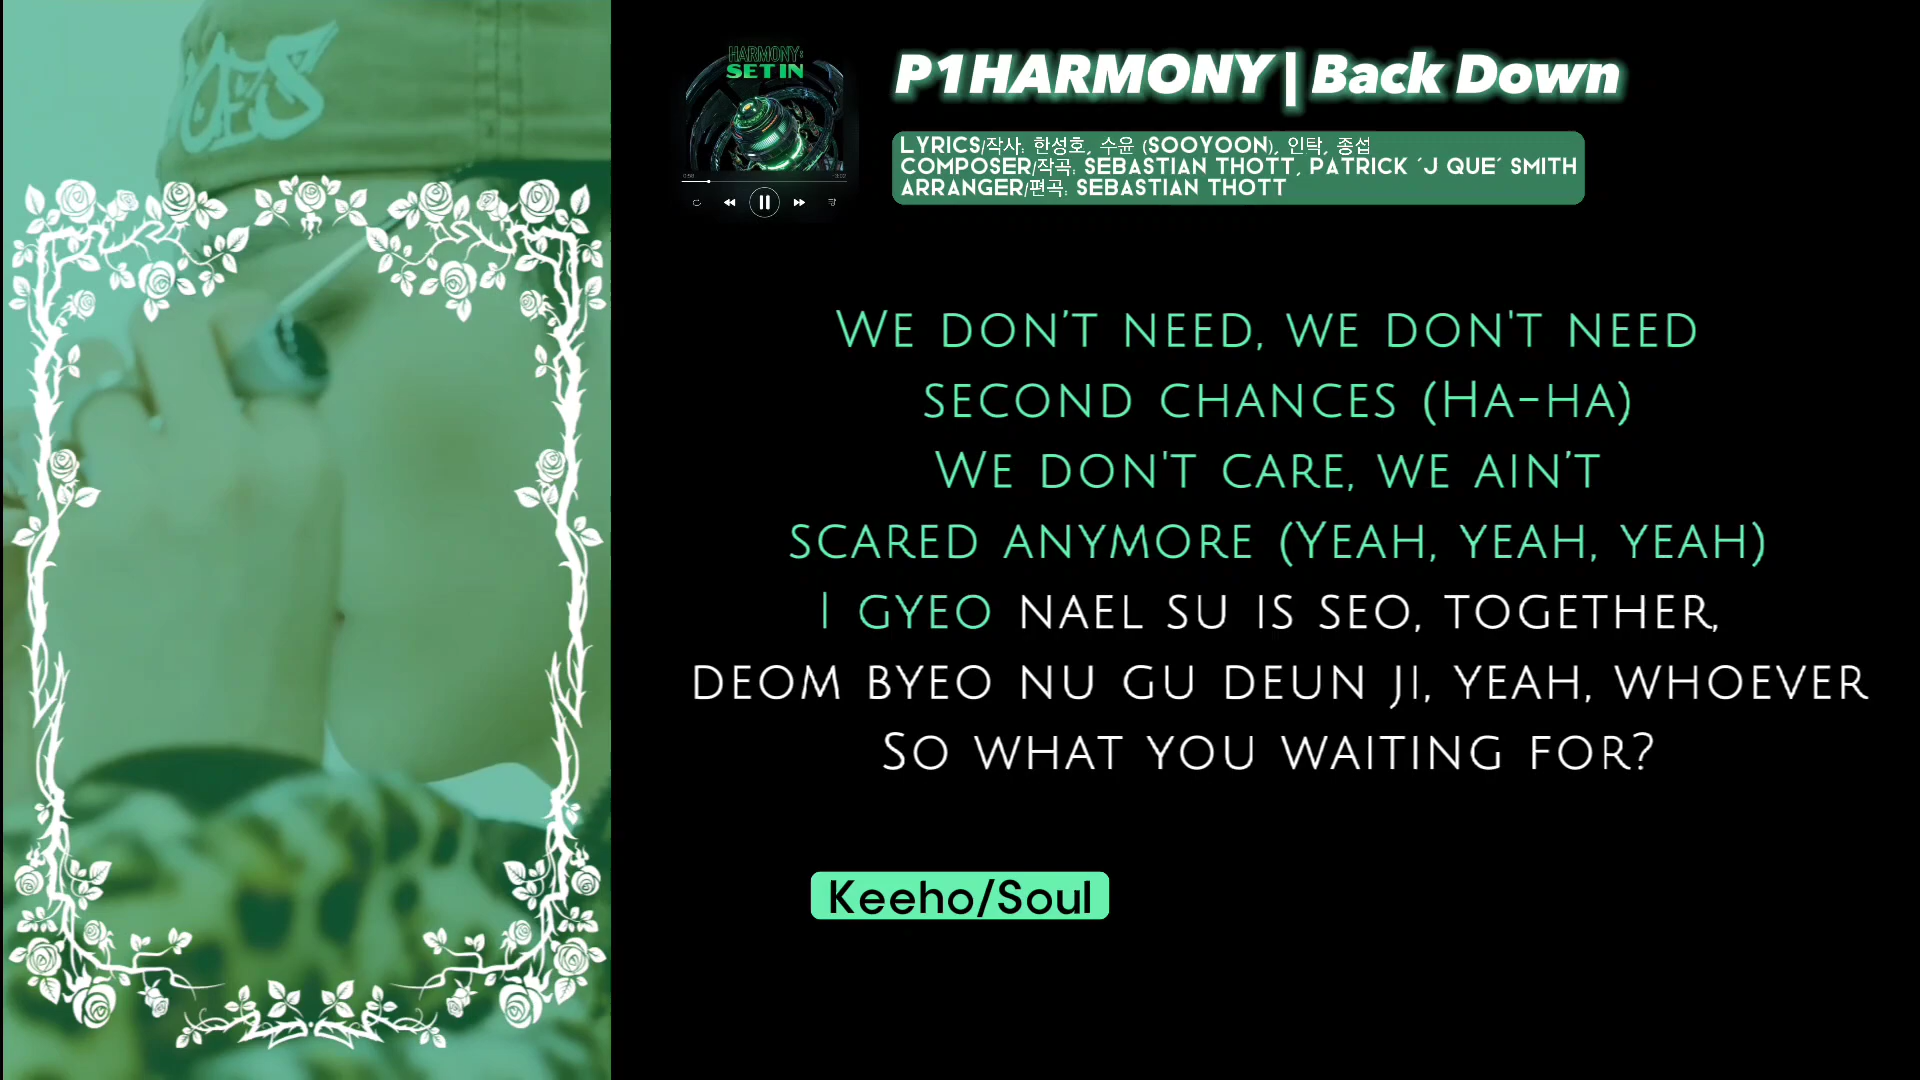 YES
HARMONY:
SET IN
P1HARMONY | Back Down
LYRICS/작사: 한성호, 수윤 (SOOYOON), 인탁, 종섭
COMPOSER/작곡: SEBASTIAN THOTT, PATRICK ´J QUE´ SMITH
ARRANGER/편곡: SEBASTIAN THOTT
WE DON’T NEED, WE DON'T NEED
SECOND CHANCES (HA-HA)
WE DON'T CARE, WE AIN’T
SCARED ANYMORE (YEAH, YEAH, YEAH)
I GYEO NAEL SU IS SEO, TOGETHER,
DEOM BYEO NU GU DEUN JI, YEAH, WHOEVER
SO WHAT YOU WAITING FOR?
Keeho/Soul